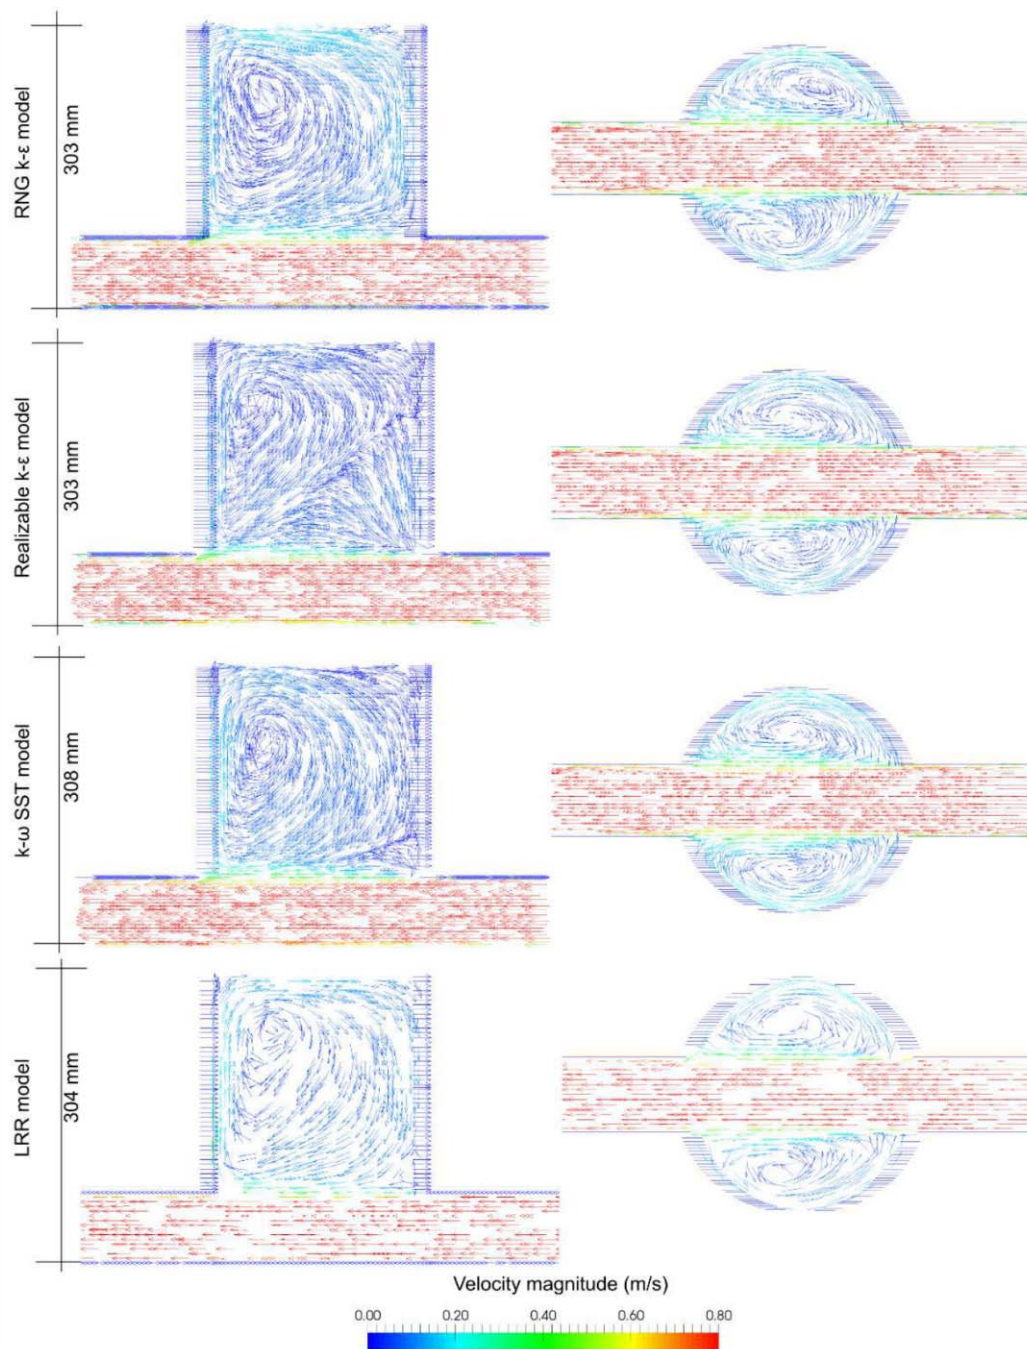 RNG k-ε model
303 mm
Realizable k-ε model
303 mm
k-ω SST model
308 mm
LRR model
304 mm
Velocity magnitude (m/s)
0.00 0.20 0.40 0.60 0.80